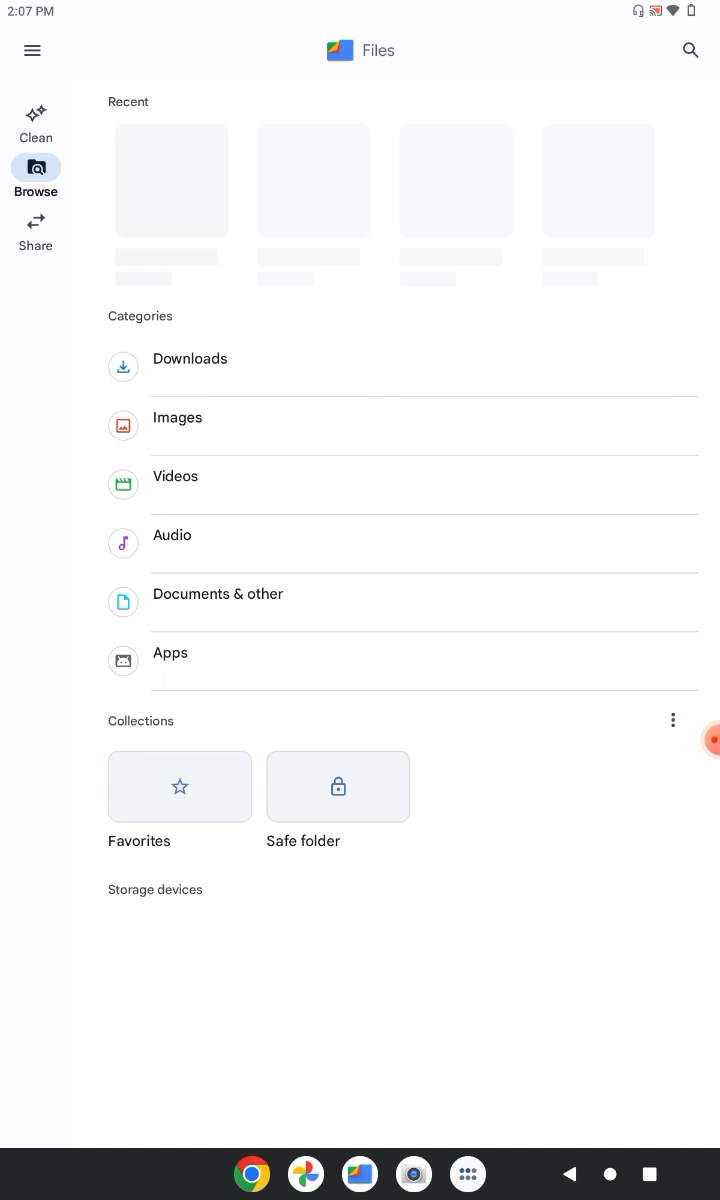 2:07 PM
Files
Clean
Browse
Share
Recent
Categories
Downloads
Images
Videos
Audio
Documents & other
Apps
Collections
Favorites
Safe folder
Storage devices